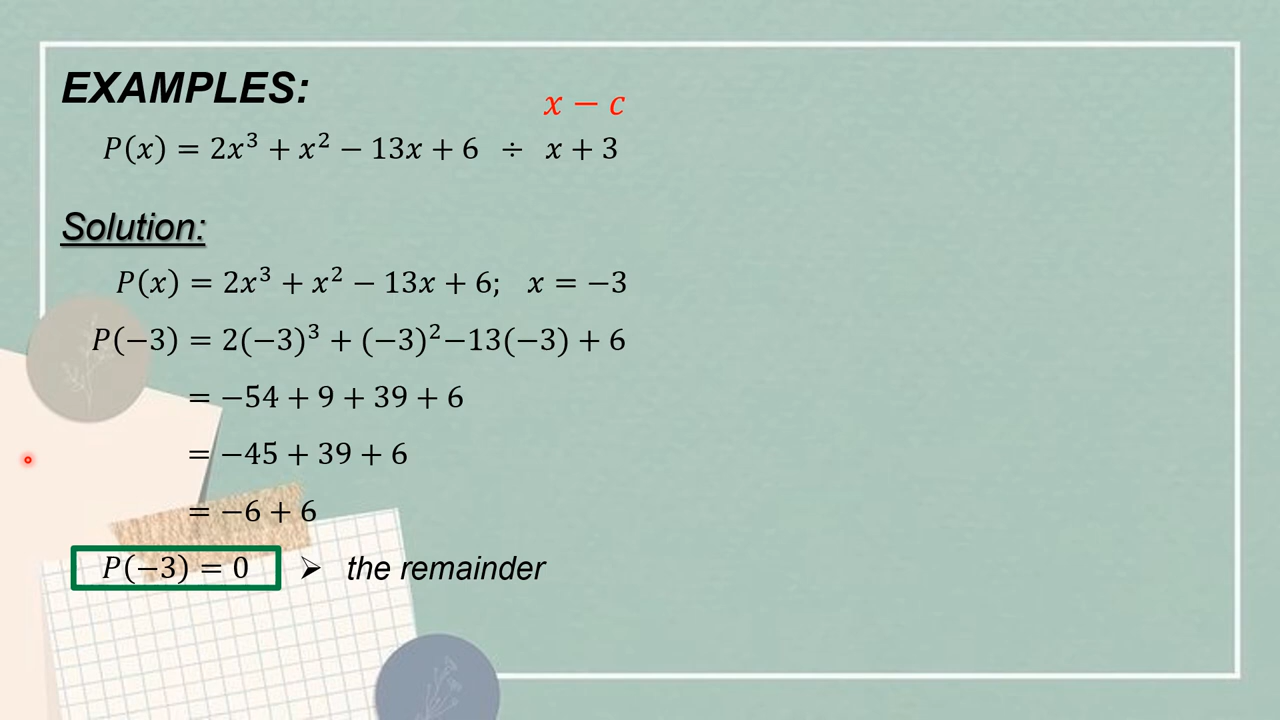 EXAMPLES:
x − c
P(x) = 2x³ + x² − 13x + 6 ÷ x + 3
Solution:
P(x) = 2x³ + x² − 13x + 6; x = −3
P(−3) = 2(−3)³ + (−3)²−13(−3) + 6
= −54 + 9 + 39 + 6
= −45 + 39 + 6
= −6 + 6
P(−3) = 0 ➢ the remainder